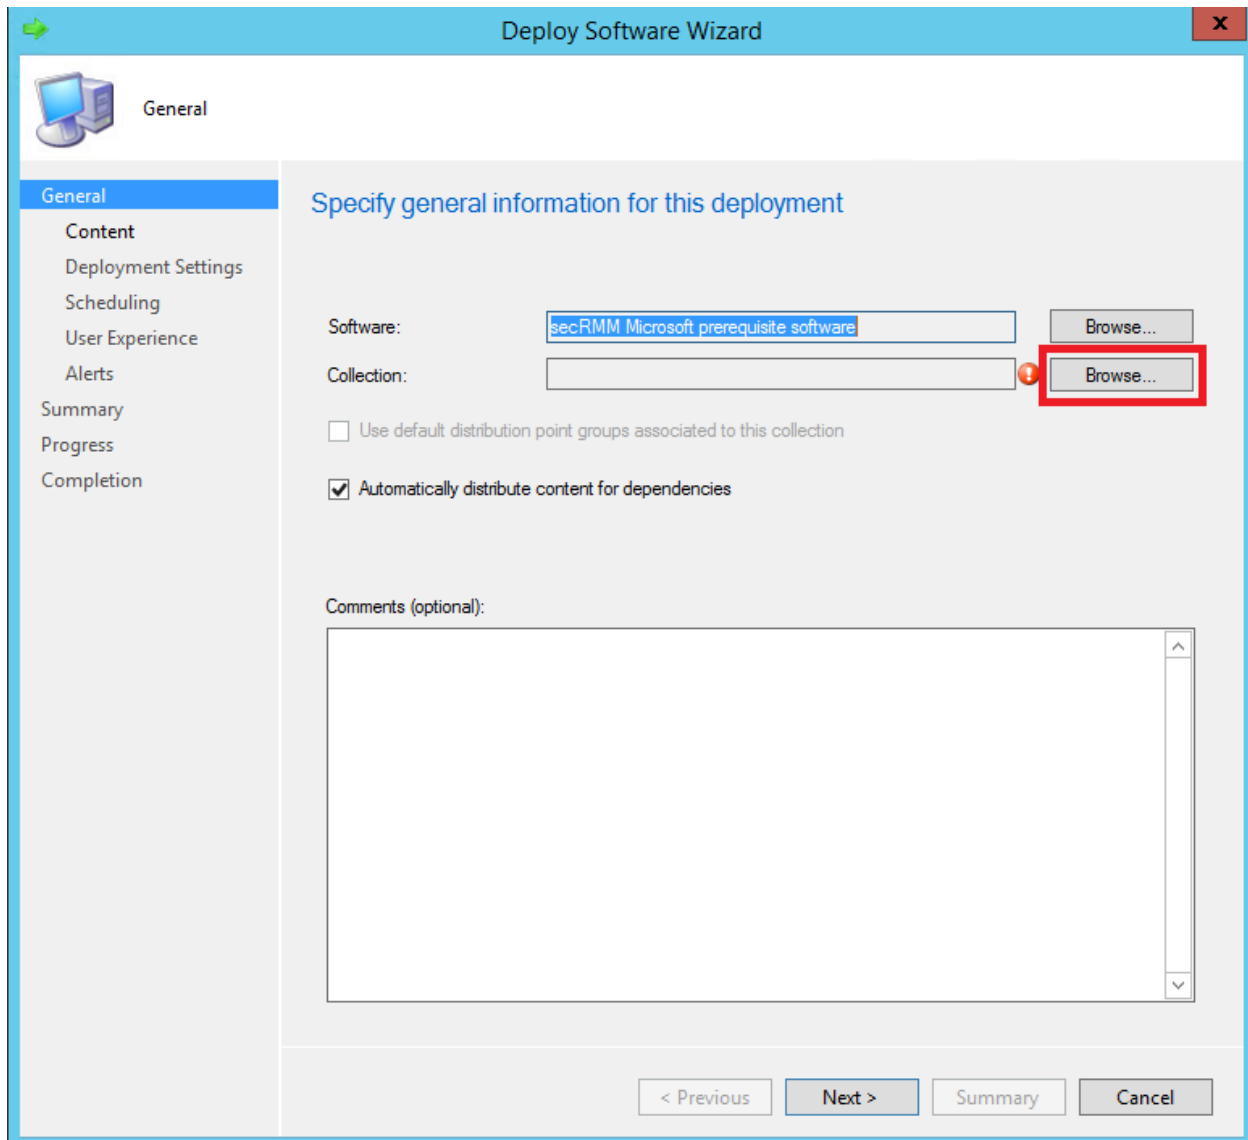 Deploy Software Wizard
x
General
General
Content
Deployment Settings
Scheduling
User Experience
Alerts
Summary
Progress
Completion
Specify general information for this deployment
Software: secRMM Microsoft prerequisite software Browse...
Collection: ! Browse...
Use default distribution point groups associated to this collection
Automatically distribute content for dependencies
Comments (optional):
< Previous Next > Summary Cancel